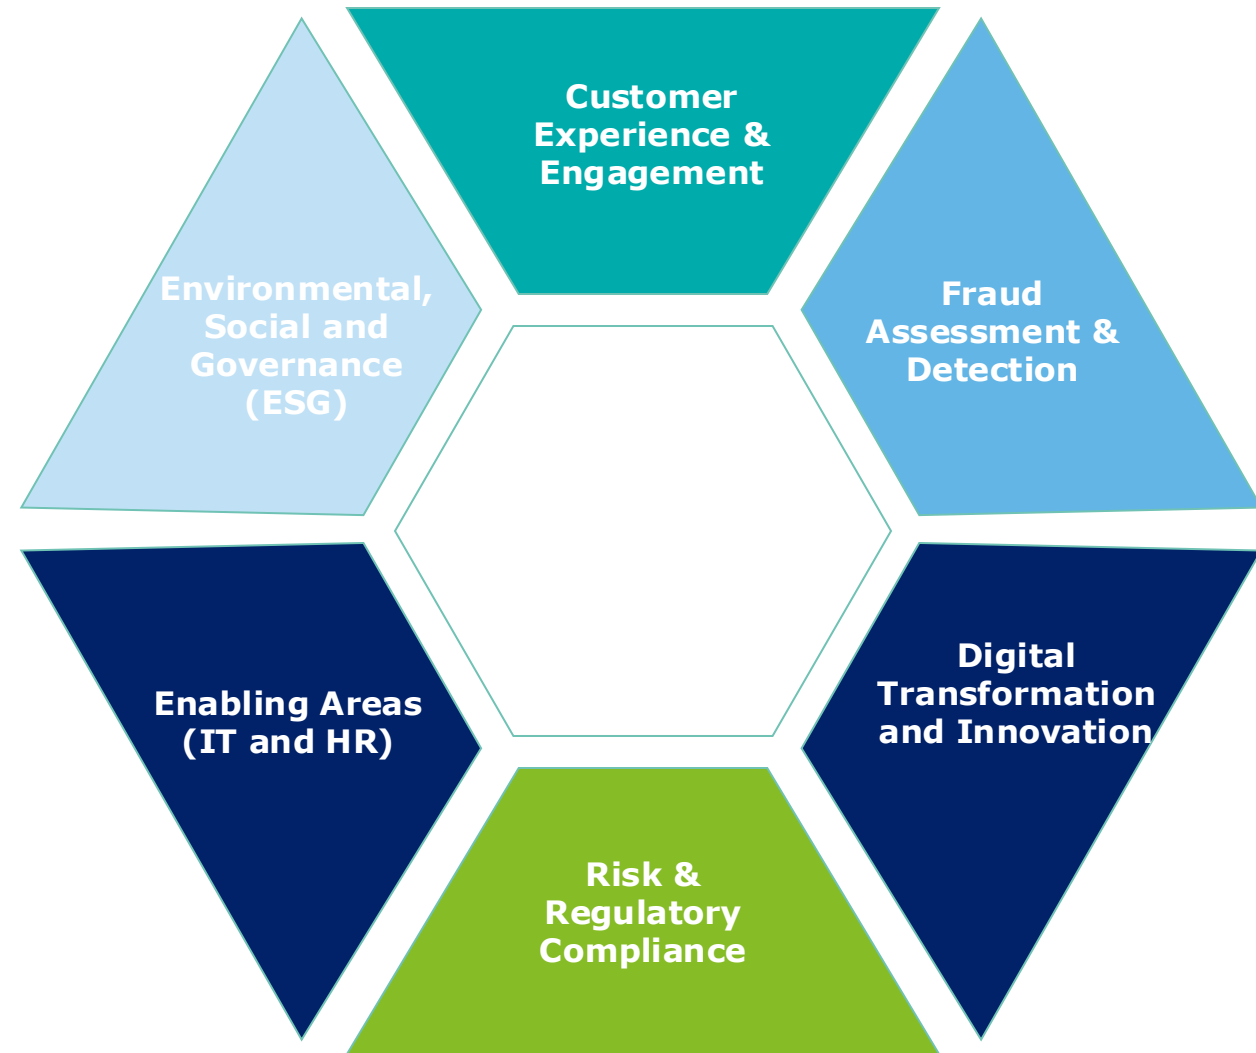 Customer
Experience &
Engagement
Environmental,
Social and
Governance
(ESG)
Fraud
Assessment &
Detection
Enabling Areas
(IT and HR)
Digital
Transformation
and Innovation
Risk &
Regulatory
Compliance